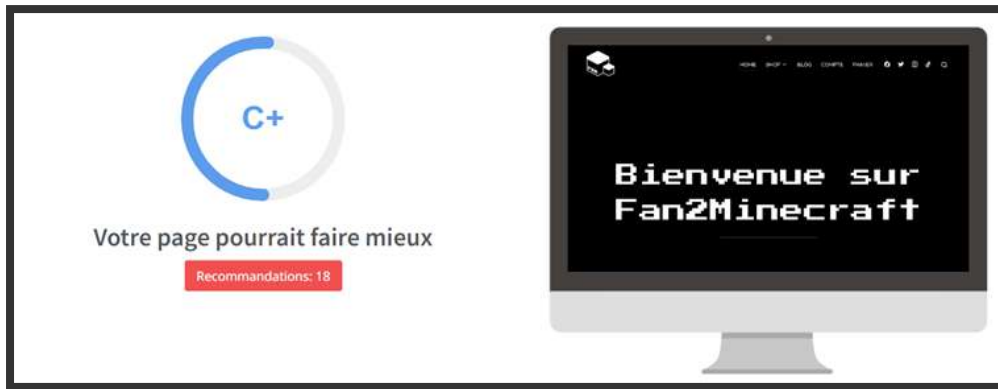 C+
Votre page pourrait faire mieux
Recommandations: 18
HOME SHOP BLOG COMPTE PANIER
Bienvenue sur
Fan2Minecraft